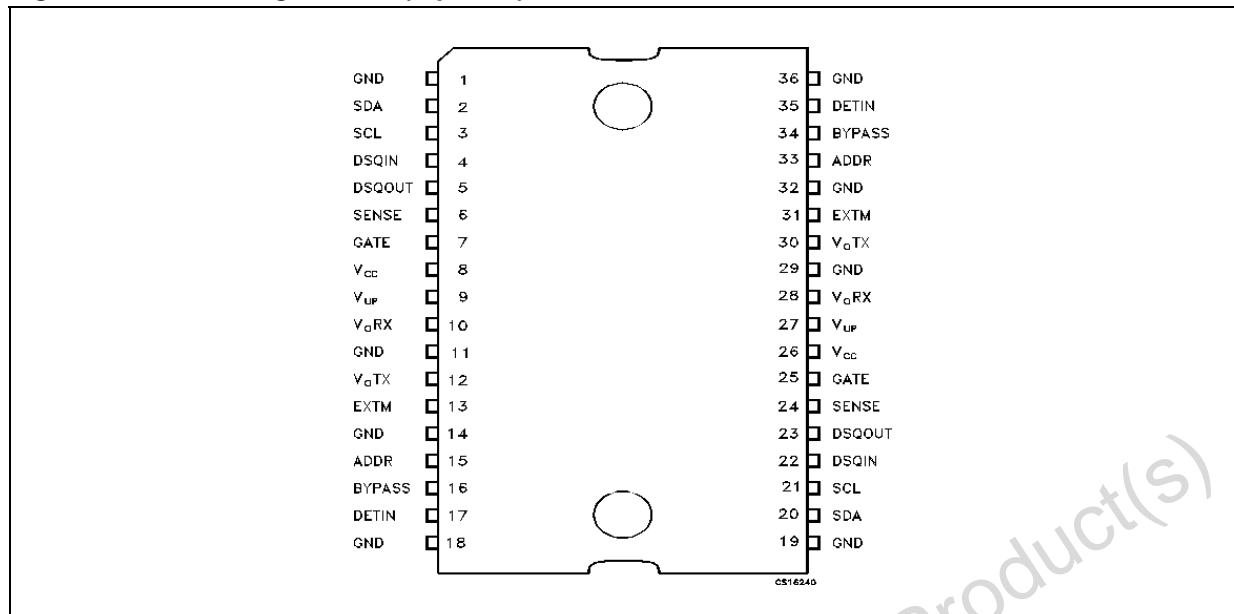 GND 1 36 GND
SDA 2 35 DETIN
SCL 3 34 BYPASS
DSQIN 4 33 ADDR
DSQOUT 5 32 GND
SENSE 6 31 EXTM
GATE 7 30 VoTX
VCC 8 29 GND
VUP 9 28 VoRX
VoRX 10 27 VUP
GND 11 26 VCC
VoTX 12 25 GATE
EXTM 13 24 SENSE
GND 14 23 DSQOUT
ADDR 15 22 DSQIN
BYPASS 16 21 SCL
DETIN 17 20 SDA
GND 18 19 GND
CS16240
Product(s)